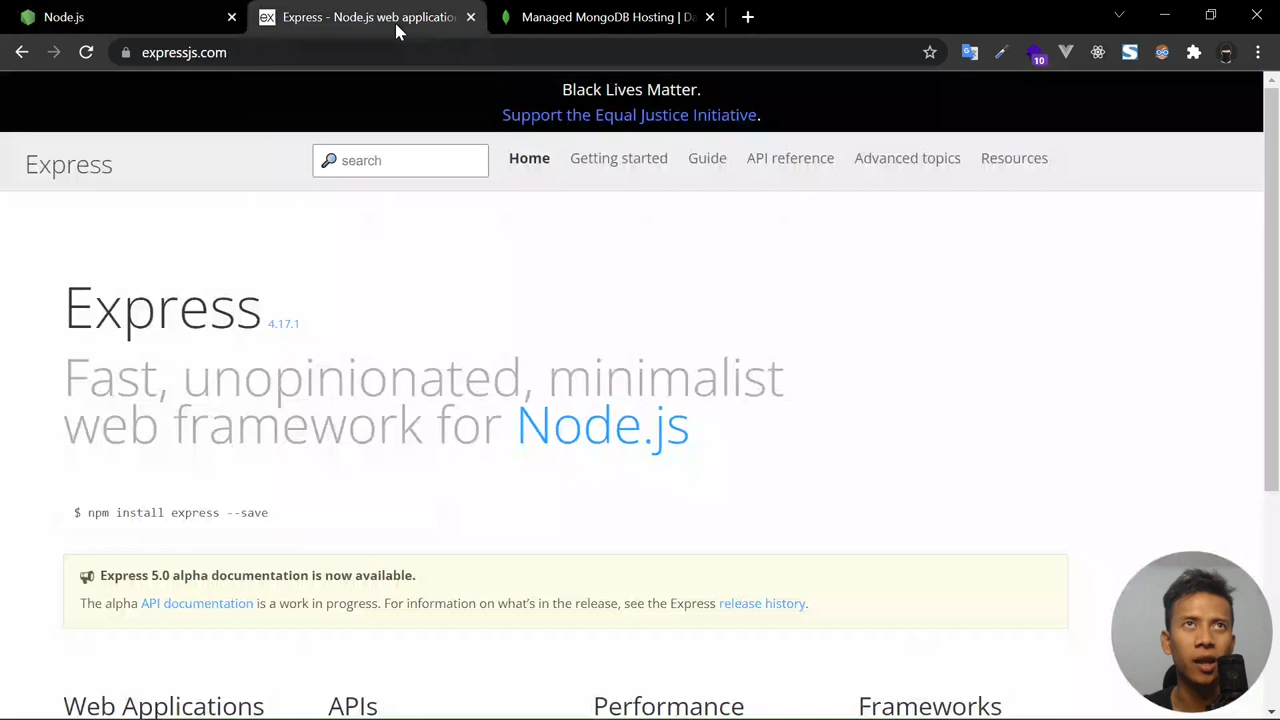 Node.js
Express - Node.js web applicatio
Managed MongoDB Hosting | Da
expressjs.com
10
Black Lives Matter.
Support the Equal Justice Initiative.
Express
search
Home
Getting started
Guide
API reference
Advanced topics
Resources
Express 4.17.1
Fast, unopinionated, minimalist
web framework for Node.js
$ npm install express --save
Express 5.0 alpha documentation is now available.
The alpha API documentation is a work in progress. For information on what's in the release, see the Express release history.
Web Applications
APIs
Performance
Frameworks